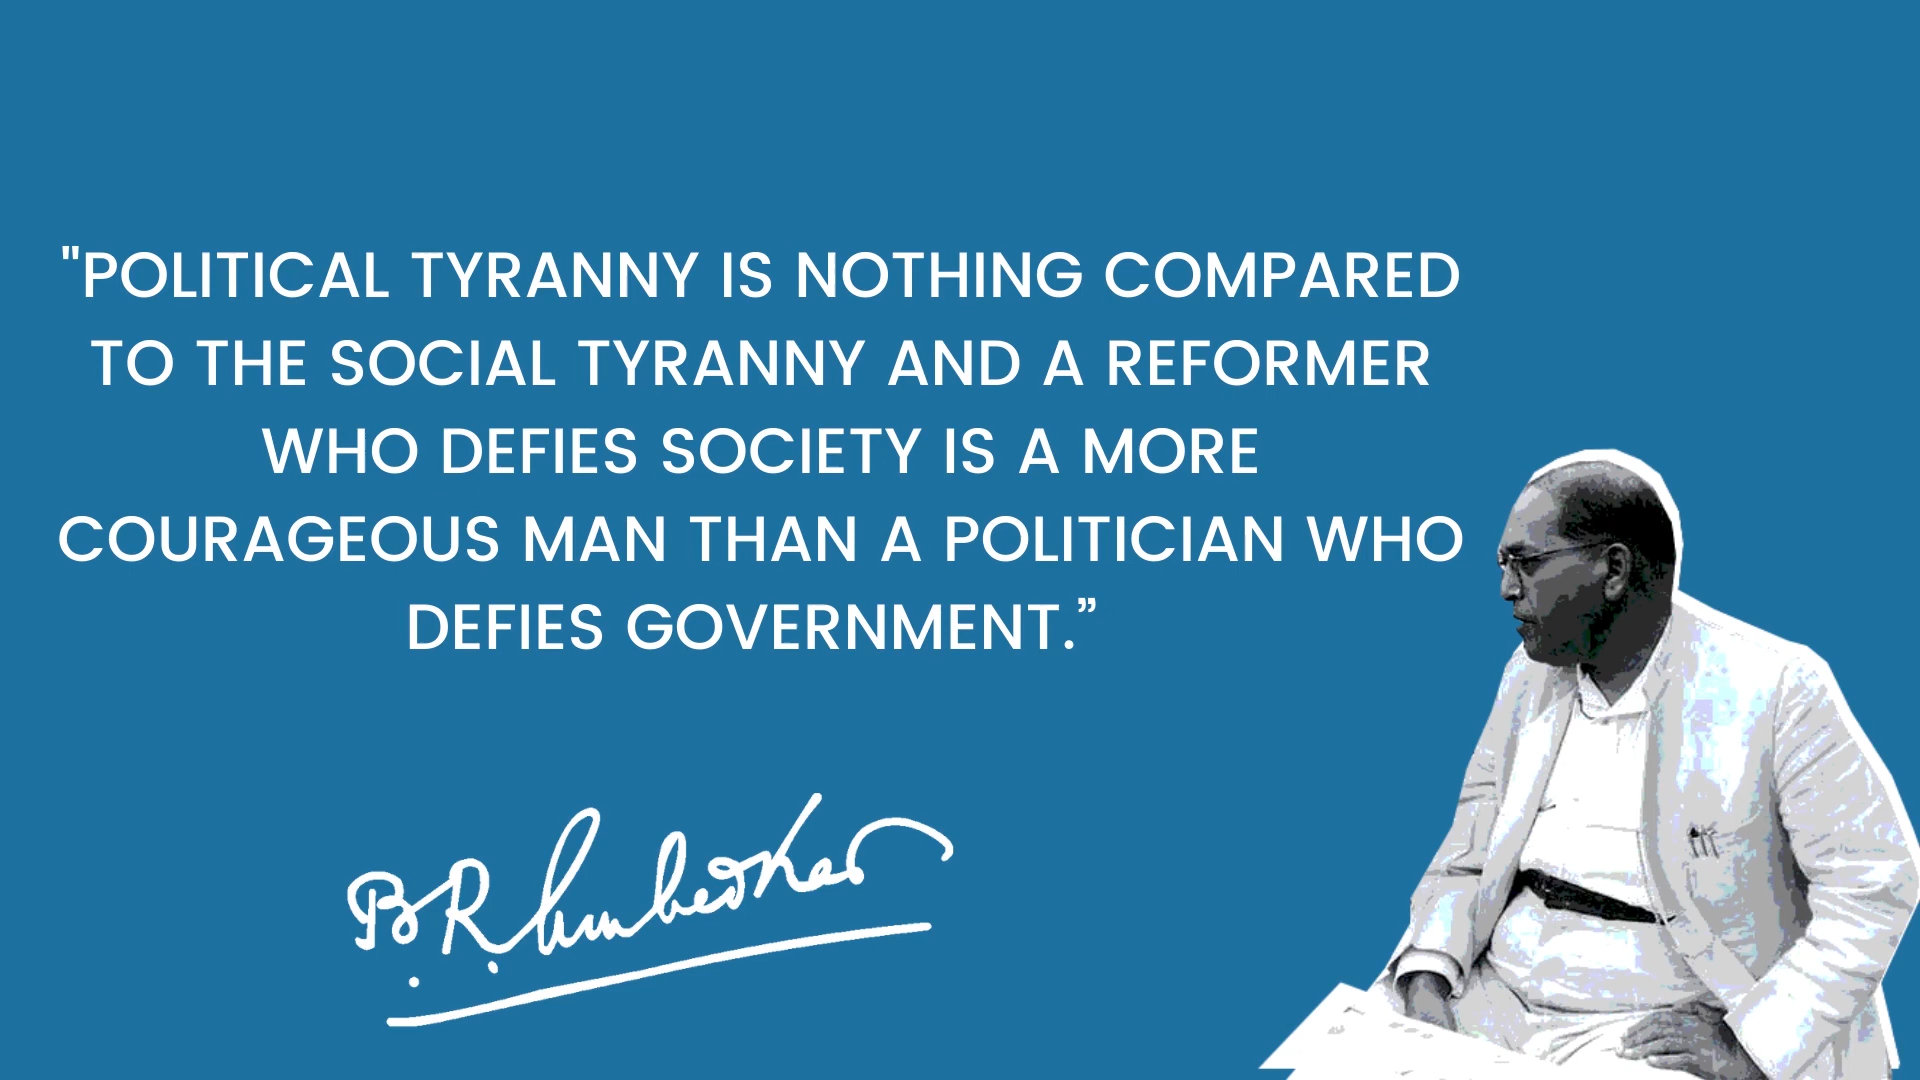 "POLITICAL TYRANNY IS NOTHING COMPARED
TO THE SOCIAL TYRANNY AND A REFORMER
WHO DEFIES SOCIETY IS A MORE
COURAGEOUS MAN THAN A POLITICIAN WHO
DEFIES GOVERNMENT.”
B. R. Ambedkar